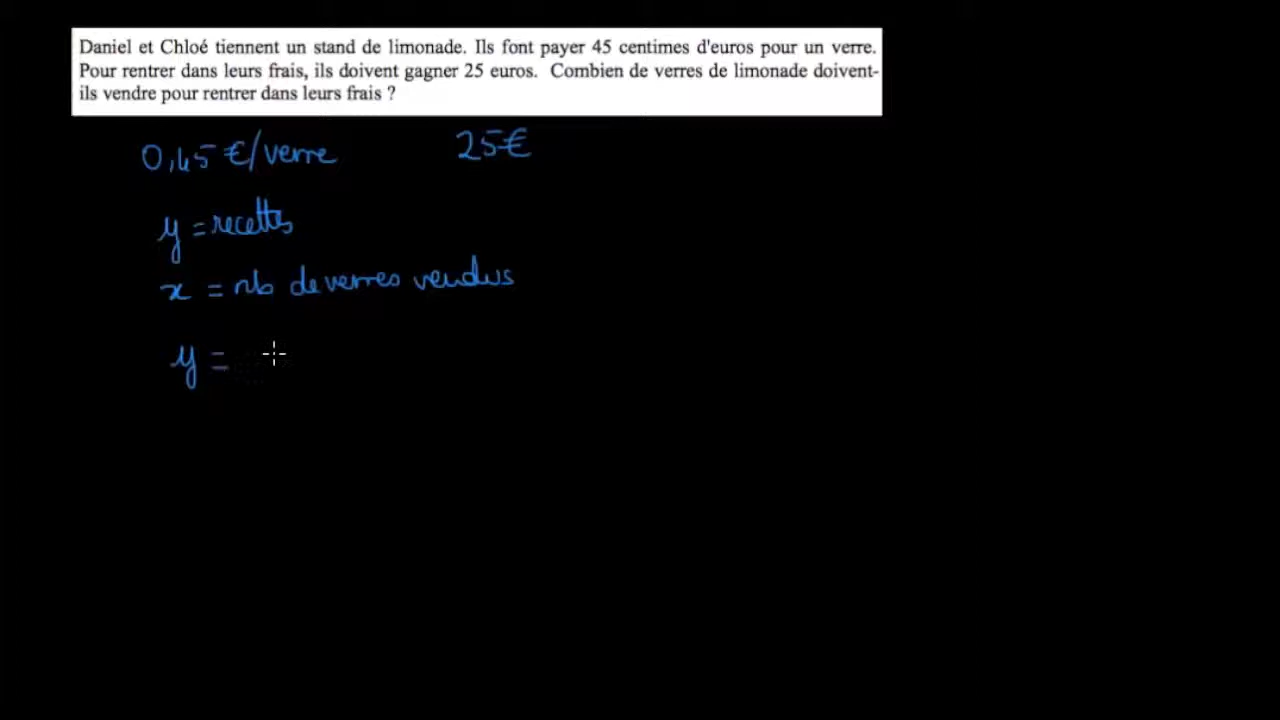 Daniel et Chloé tiennent un stand de limonade. Ils font payer 45 centimes d'euros pour un verre.
Pour rentrer dans leurs frais, ils doivent gagner 25 euros. Combien de verres de limonade doivent-
ils vendre pour rentrer dans leurs frais ?
0,45 €/verre 25€
y = recettes
x = nb de verres vendus
y =